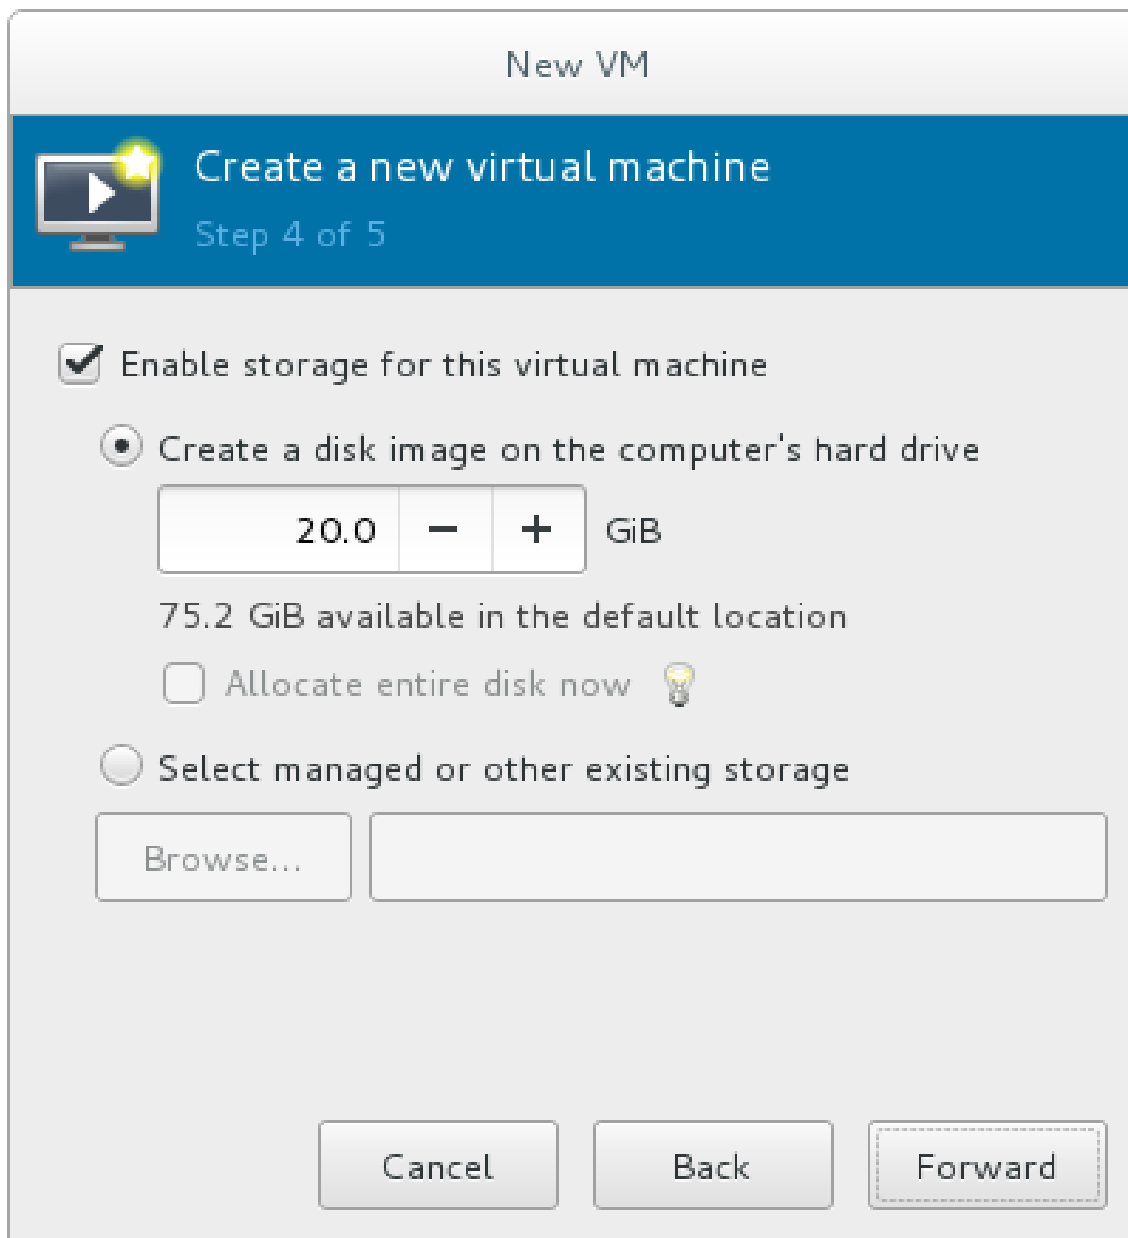 New VM
Create a new virtual machine
Step 4 of 5
Enable storage for this virtual machine
Create a disk image on the computer's hard drive
20.0 − + GiB
75.2 GiB available in the default location
Allocate entire disk now
Select managed or other existing storage
Browse...
Cancel Back Forward